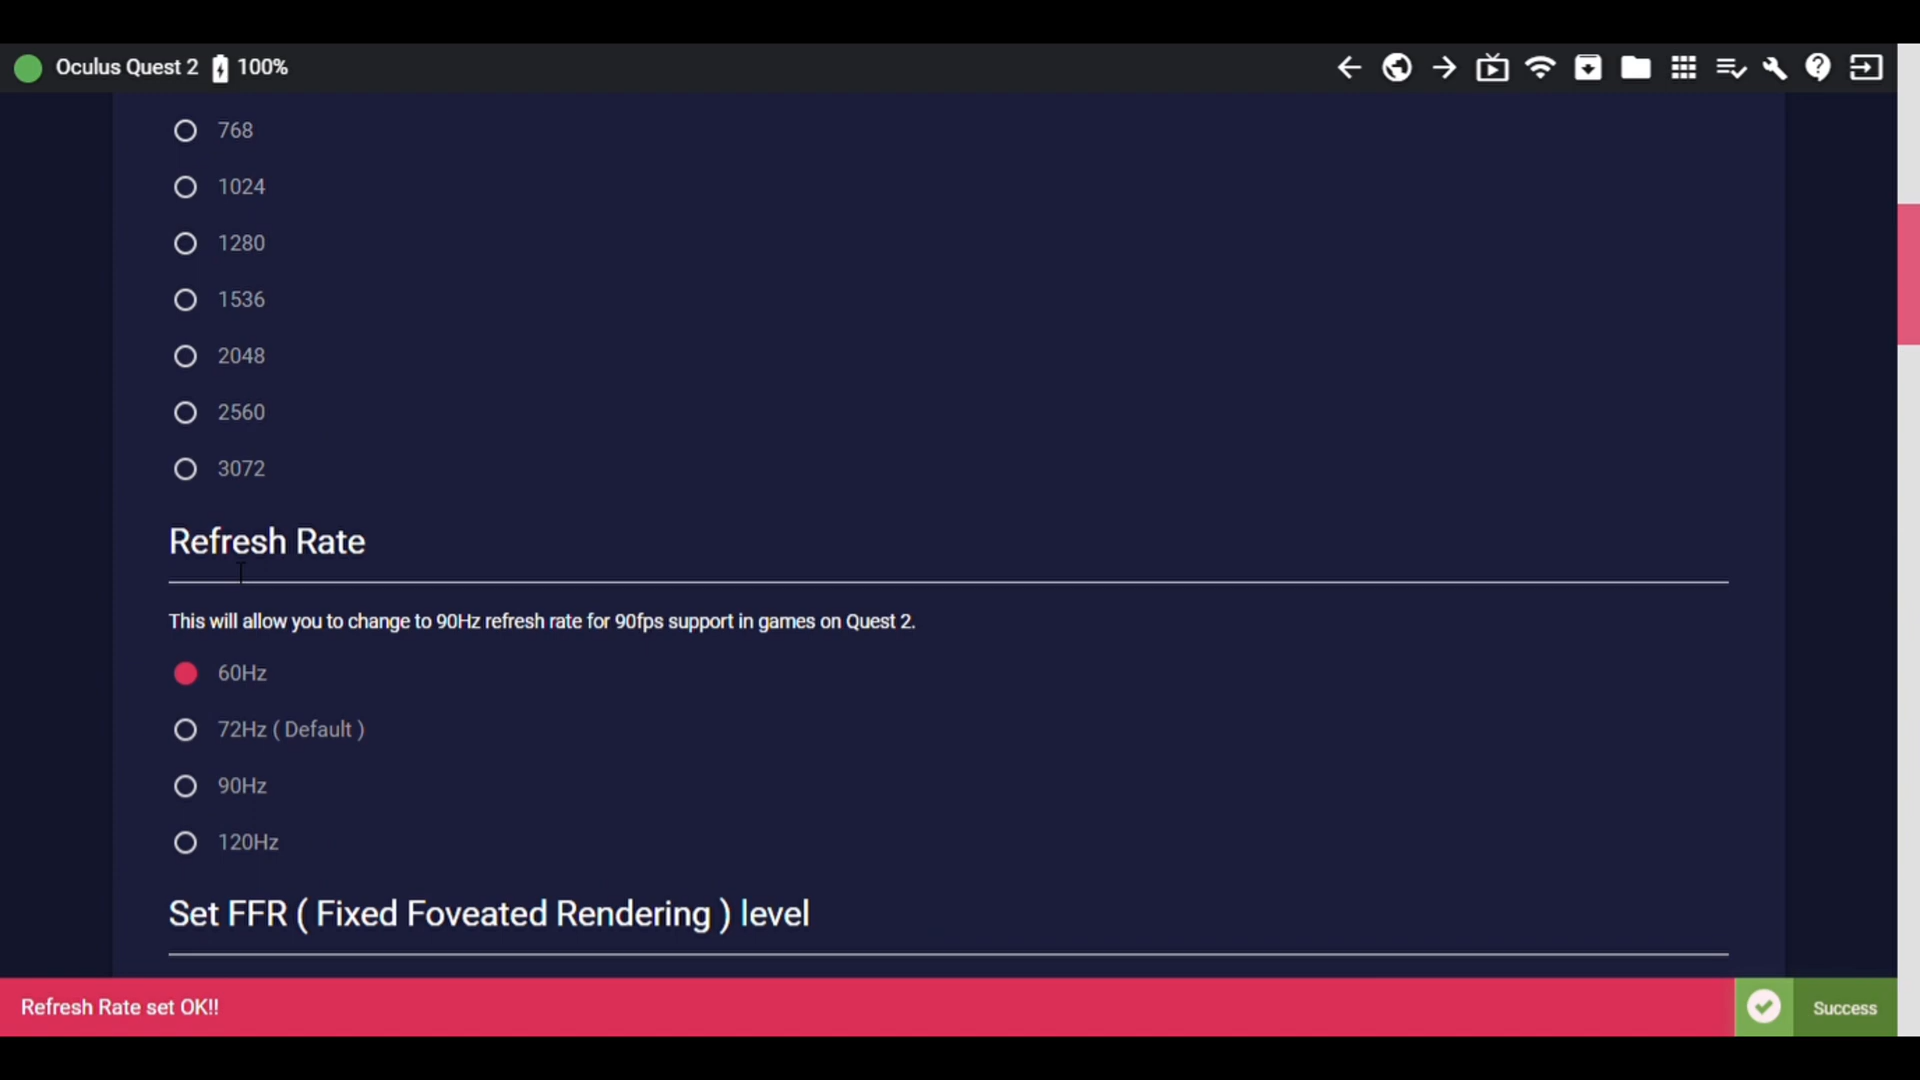 Oculus Quest 2 100%
768
1024
1280
1536
2048
2560
3072
Refresh Rate
This will allow you to change to 90Hz refresh rate for 90fps support in games on Quest 2.
60Hz
72Hz ( Default )
90Hz
120Hz
Set FFR ( Fixed Foveated Rendering ) level
Refresh Rate set OK!!
Success